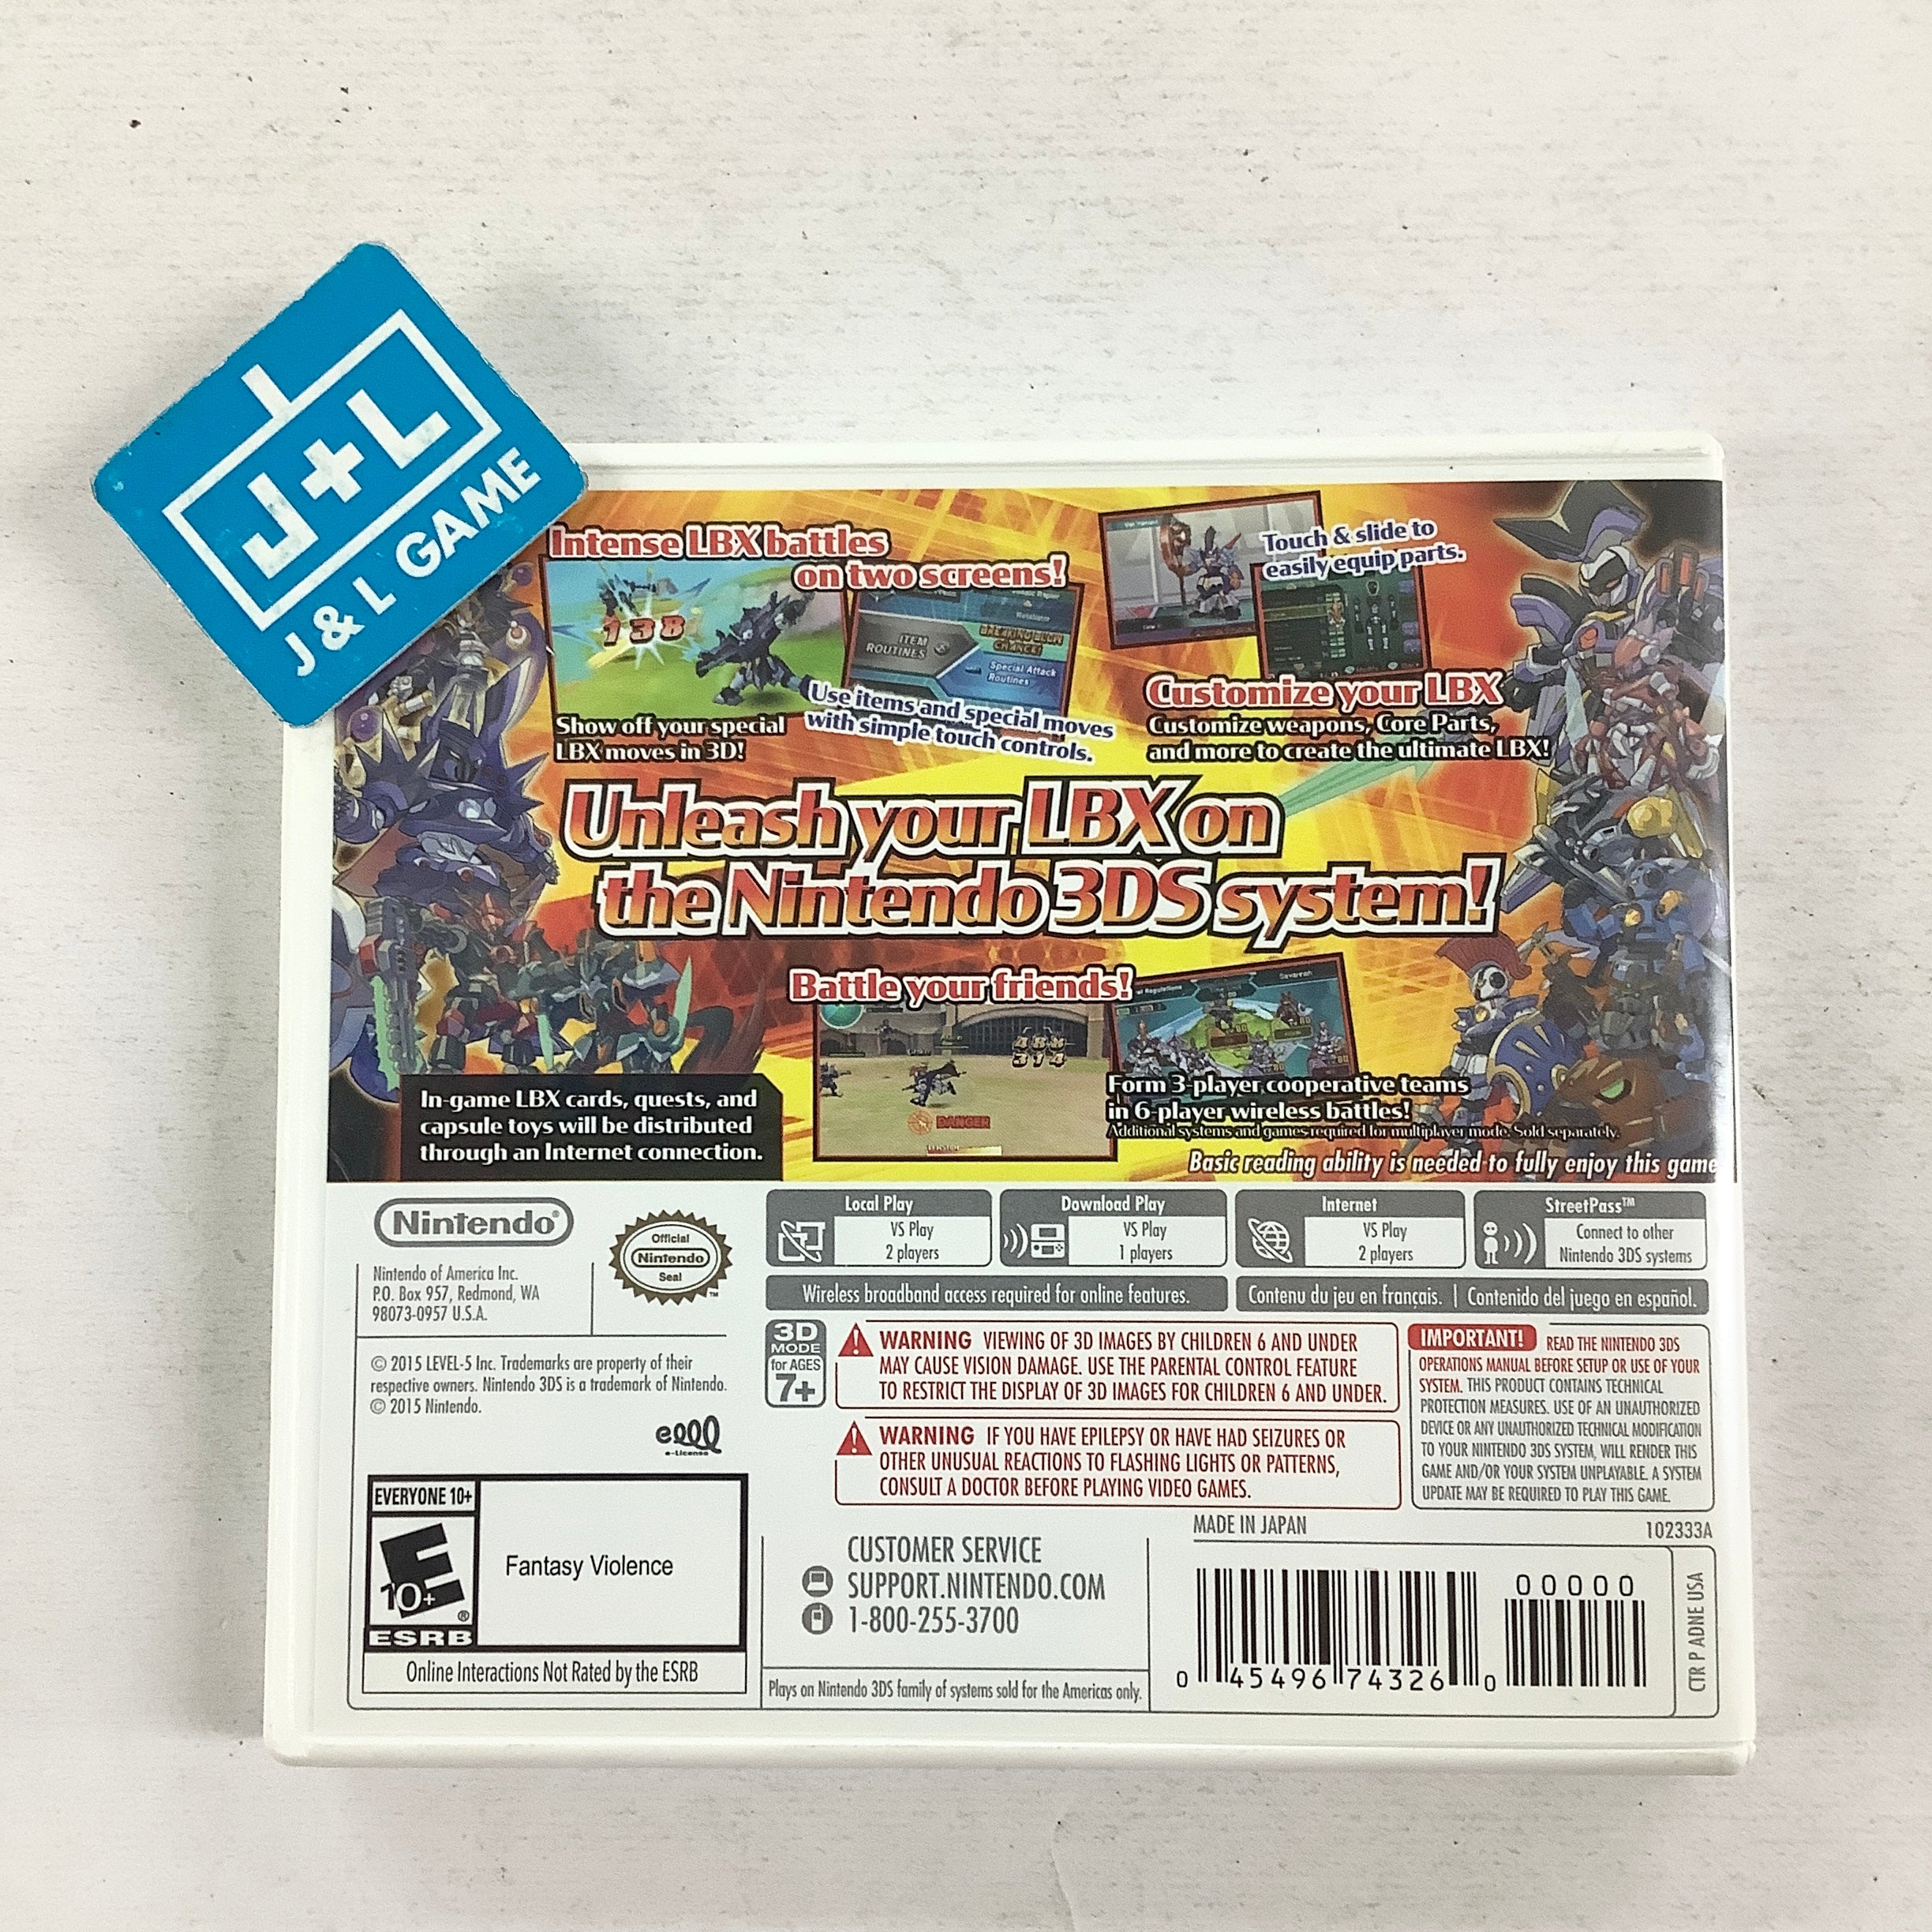 J+L
J & L GAME
Intense LBX battles
on two screens!
138
ITEM
ROUTINES
BREAKING BLOW
CHANCE!
Special Attack
Routines
Show off your special
LBX moves in 3D!
Use items and special moves
with simple touch controls.
Touch & slide to
easily equip parts.
Customize your LBX
Customize weapons, Core Parts,
and more to create the ultimate LBX!
Unleash your LBX on
the Nintendo 3DS system!
Battle your friends!
Savannah
DANGER
Form 3-player cooperative teams
in 6-player wireless battles!
Additional systems and games required for multiplayer mode. Sold separately.
Basic reading ability is needed to fully enjoy this game
In-game LBX cards, quests, and
capsule toys will be distributed
through an Internet connection.
Nintendo®
Official
Nintendo
Seal
TM
Nintendo of America Inc.
P.O. Box 957, Redmond, WA
98073-0957 U.S.A.
Local Play
VS Play
2 players
Download Play
VS Play
1 players
Internet
VS Play
2 players
StreetPass™
Connect to other
Nintendo 3DS systems
Wireless broadband access required for online features.
Contenu du jeu en français. | Contenido del juego en español.
© 2015 LEVEL-5 Inc. Trademarks are property of their
respective owners. Nintendo 3DS is a trademark of Nintendo.
© 2015 Nintendo.
e-License
3D
MODE
for AGES
7+
WARNING VIEWING OF 3D IMAGES BY CHILDREN 6 AND UNDER
MAY CAUSE VISION DAMAGE. USE THE PARENTAL CONTROL FEATURE
TO RESTRICT THE DISPLAY OF 3D IMAGES FOR CHILDREN 6 AND UNDER.
WARNING IF YOU HAVE EPILEPSY OR HAVE HAD SEIZURES OR
OTHER UNUSUAL REACTIONS TO FLASHING LIGHTS OR PATTERNS,
CONSULT A DOCTOR BEFORE PLAYING VIDEO GAMES.
IMPORTANT! READ THE NINTENDO 3DS
OPERATIONS MANUAL BEFORE SETUP OR USE OF YOUR
SYSTEM. THIS PRODUCT CONTAINS TECHNICAL
PROTECTION MEASURES. USE OF AN UNAUTHORIZED
DEVICE OR ANY UNAUTHORIZED TECHNICAL MODIFICATION
TO YOUR NINTENDO 3DS SYSTEM, WILL RENDER THIS
GAME AND/OR YOUR SYSTEM UNPLAYABLE. A SYSTEM
UPDATE MAY BE REQUIRED TO PLAY THIS GAME.
EVERYONE 10+
E
10+
®
ESRB
Fantasy Violence
Online Interactions Not Rated by the ESRB
CUSTOMER SERVICE
SUPPORT.NINTENDO.COM
1-800-255-3700
Plays on Nintendo 3DS family of systems sold for the Americas only.
MADE IN JAPAN
102333A
00000
0 45496 74326 0
CTR P ADNE USA